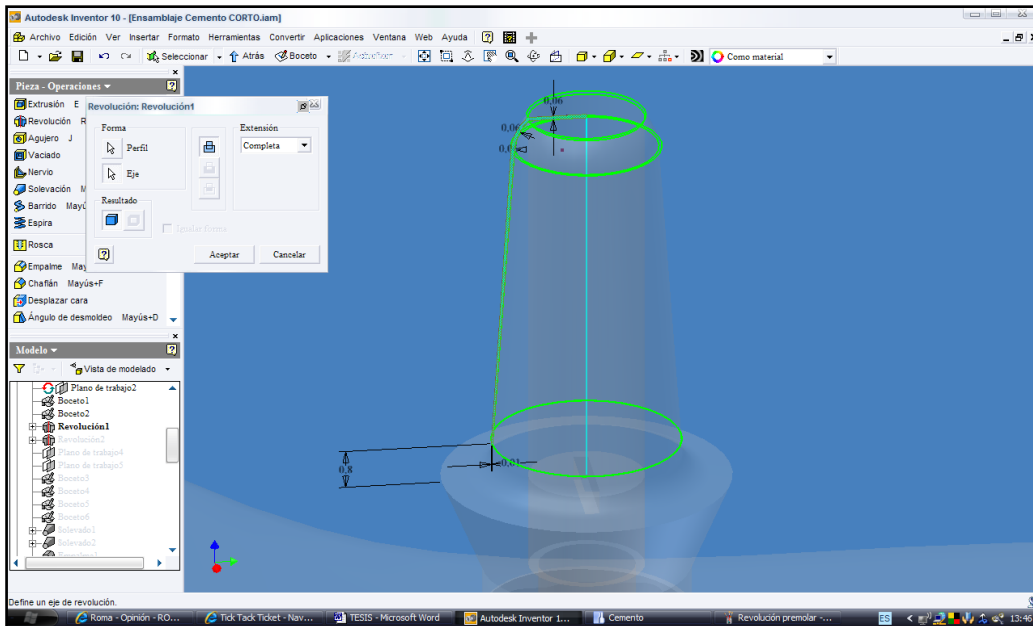 Autodesk Inventor 10 - [Ensamblaje Cemento CORTO.iam]
Archivo Edición Ver Insertar Formato Herramientas Convertir Aplicaciones Ventana Web Ayuda
Seleccionar Atrás Boceto Como material
Pieza - Operaciones
Extrusión E
Revolución R
Agujero J
Vaciado
Nervio
Solevación M
Barrido Mayú
Espira
Rosca
Empalme May
Chaflán Mayús+F
Desplazar cara
Ángulo de desmoldeo Mayús+D
Revolución: Revolución1
Forma
Perfil
Eje
Extensión
Completa
Resultado
Igualar forma
Aceptar Cancelar
0,06
0,06
0,8
0,01
Modelo
Vista de modelado
Plano de trabajo2
Boceto1
Boceto2
Revolución1
Revolución2
Plano de trabajo4
Plano de trabajo5
Boceto3
Boceto4
Boceto5
Boceto6
Solevado1
Solevado2
Define un eje de revolución.
Roma - Opinión - RO... Tick Tack Ticket - Nav... TESIS - Microsoft Word Autodesk Inventor 1... Cemento Revolución premolar -... ES 13:46